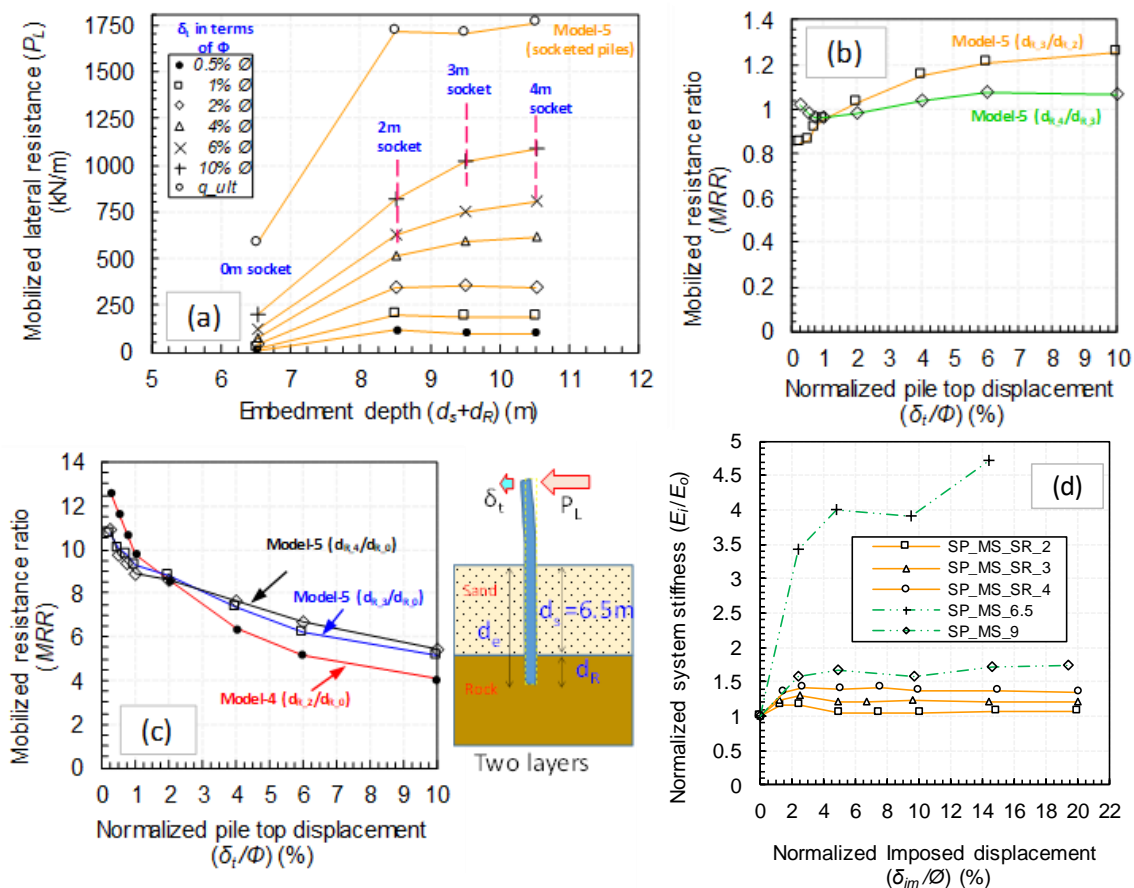 (a)
Mobilized lateral resistance (P_L)
(kN/m)
1750
1500
1250
1000
750
500
250
0
δ_t in terms
of Φ
0.5% Ø
1% Ø
2% Ø
4% Ø
6% Ø
10% Ø
q_ult
Model-5
(socketed piles)
0m socket
2m
socket
3m
socket
4m
socket
5 6 7 8 9 10 11 12
Embedment depth (d_s+d_R) (m)
(b)
Mobilized resistance ratio
(MRR)
1.4
1.2
1
0.8
0.6
0.4
0.2
0
Model-5 (d_R_3/d_R_2)
Model-5 (d_R_4/d_R_3)
0 1 2 4 6 8 10
Normalized pile top displacement
(δ_t/Φ) (%)
(c)
Mobilized resistance ratio
(MRR)
14
12
10
8
6
4
2
0
Model-5 (d_R_4/d_R_0)
Model-5 (d_R_3/d_R_0)
Model-4 (d_R_2/d_R_0)
0 1 2 4 6 8 10
Normalized pile top displacement
(δ_t/Φ) (%)
δ_t
P_L
Sand
d_s=6.5m
d_e
d_R
Rock
Two layers
(d)
Normalized system stiffness (E_i/E_o)
5
4.5
4
3.5
3
2.5
2
1.5
1
0.5
0
SP_MS_SR_2
SP_MS_SR_3
SP_MS_SR_4
SP_MS_6.5
SP_MS_9
0 2 4 6 8 10 12 14 16 18 20 22
Normalized Imposed displacement
(δ_im/Ø) (%)